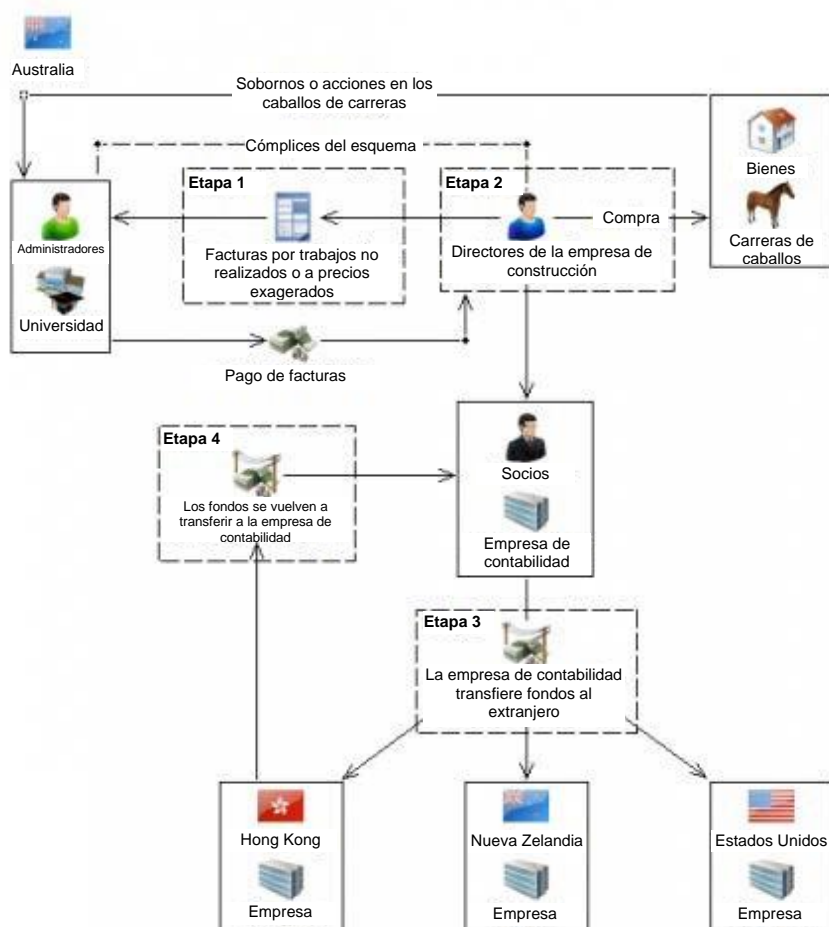 Australia
Sobornos o acciones en los
caballos de carreras
Cómplices del esquema
Bienes
Carreras de
caballos
Etapa 1
Facturas por trabajos no
realizados o a precios
exagerados
Etapa 2
Compra
Directores de la empresa de
construcción
Administradores
Universidad
Pago de facturas
Etapa 4
Los fondos se vuelven a
transferir a la empresa de
contabilidad
Socios
Empresa de
contabilidad
Etapa 3
La empresa de contabilidad
transfiere fondos al
extranjero
Hong Kong
Empresa
Nueva Zelandia
Empresa
Estados Unidos
Empresa